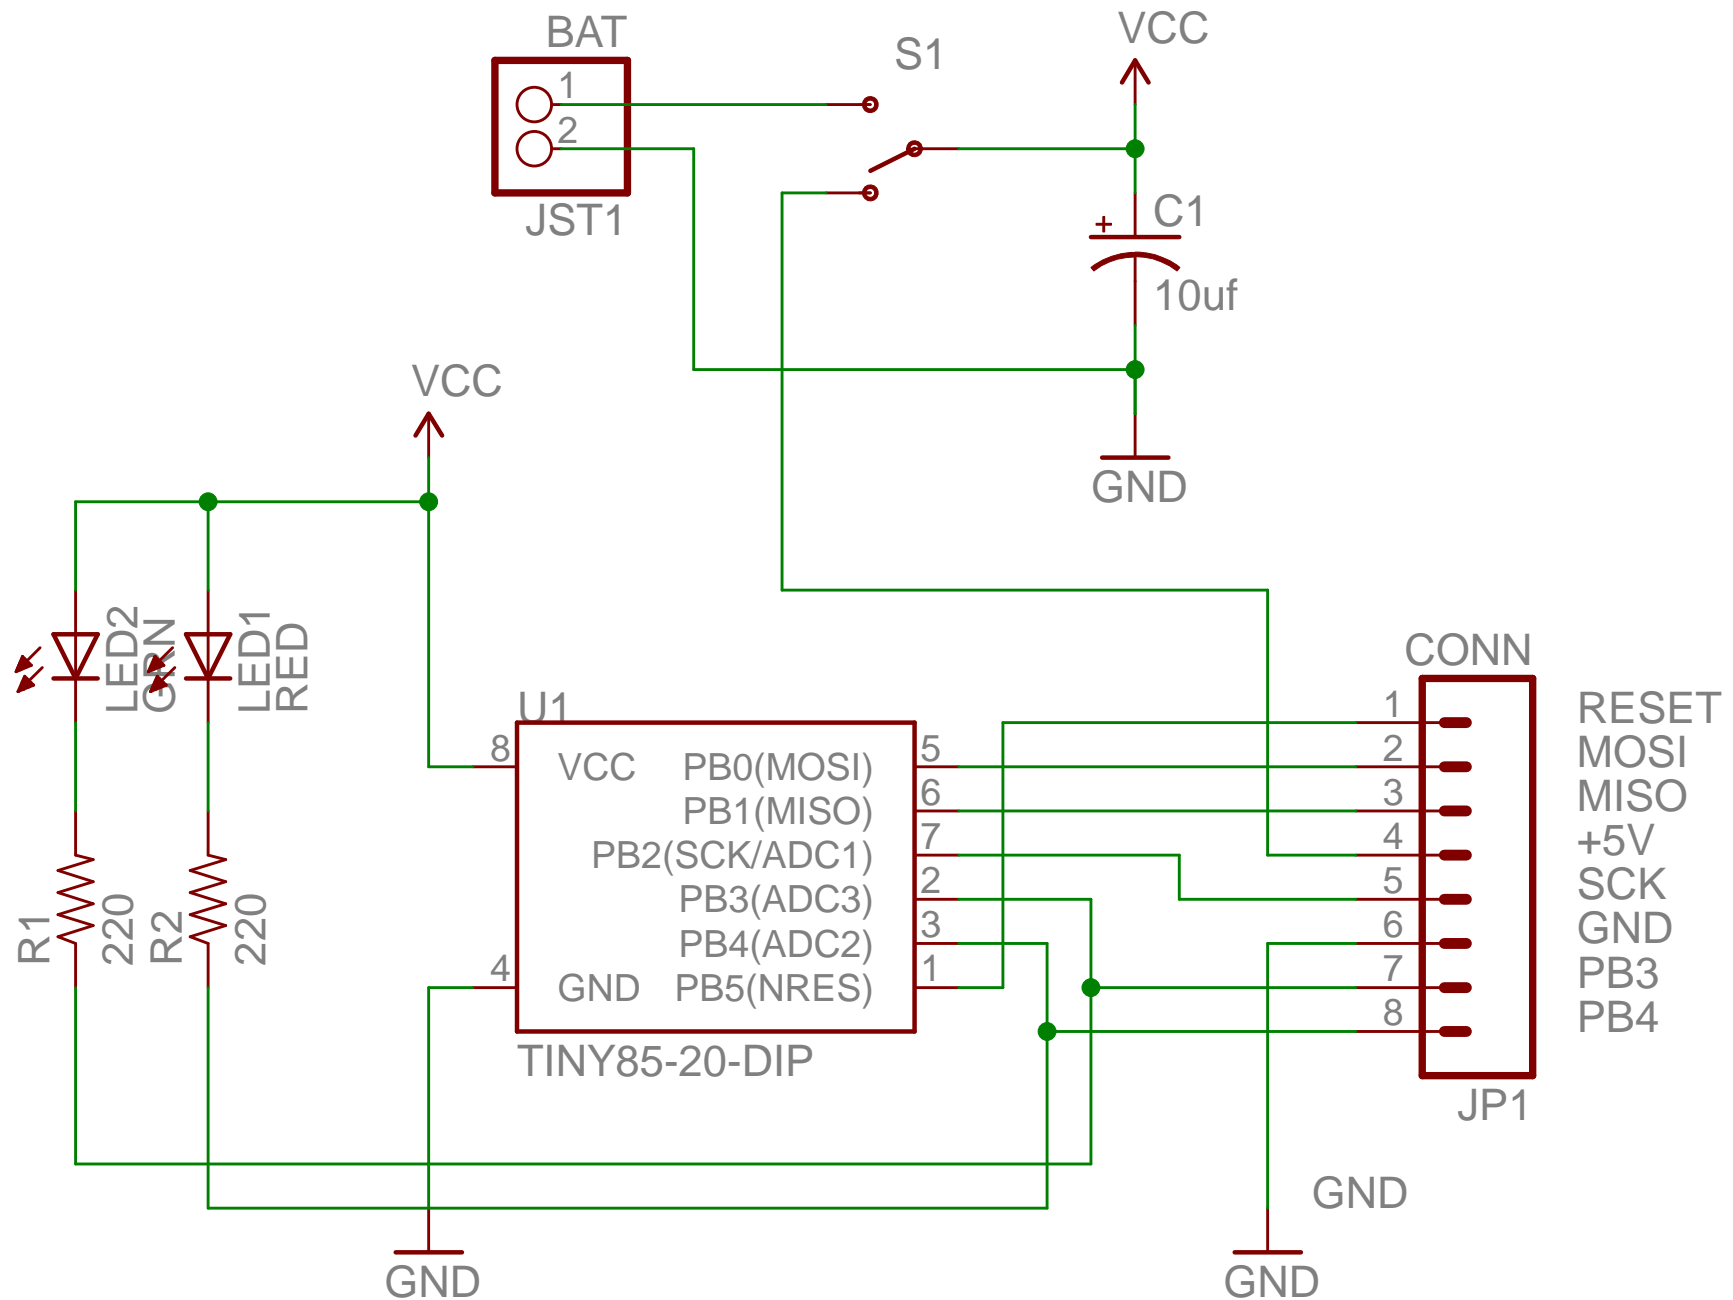 BAT
1
2
JST1
S1
VCC
+
C1
10uf
GND
VCC
LED2
GRN
LED1
RED
R1
220
R2
220
U1
8 VCC PB0(MOSI) 5
PB1(MISO) 6
PB2(SCK/ADC1) 7
PB3(ADC3) 2
PB4(ADC2) 3
4 GND PB5(NRES) 1
TINY85-20-DIP
CONN
1 RESET
2 MOSI
3 MISO
4 +5V
5 SCK
6 GND
7 PB3
8 PB4
JP1
GND
GND
GND